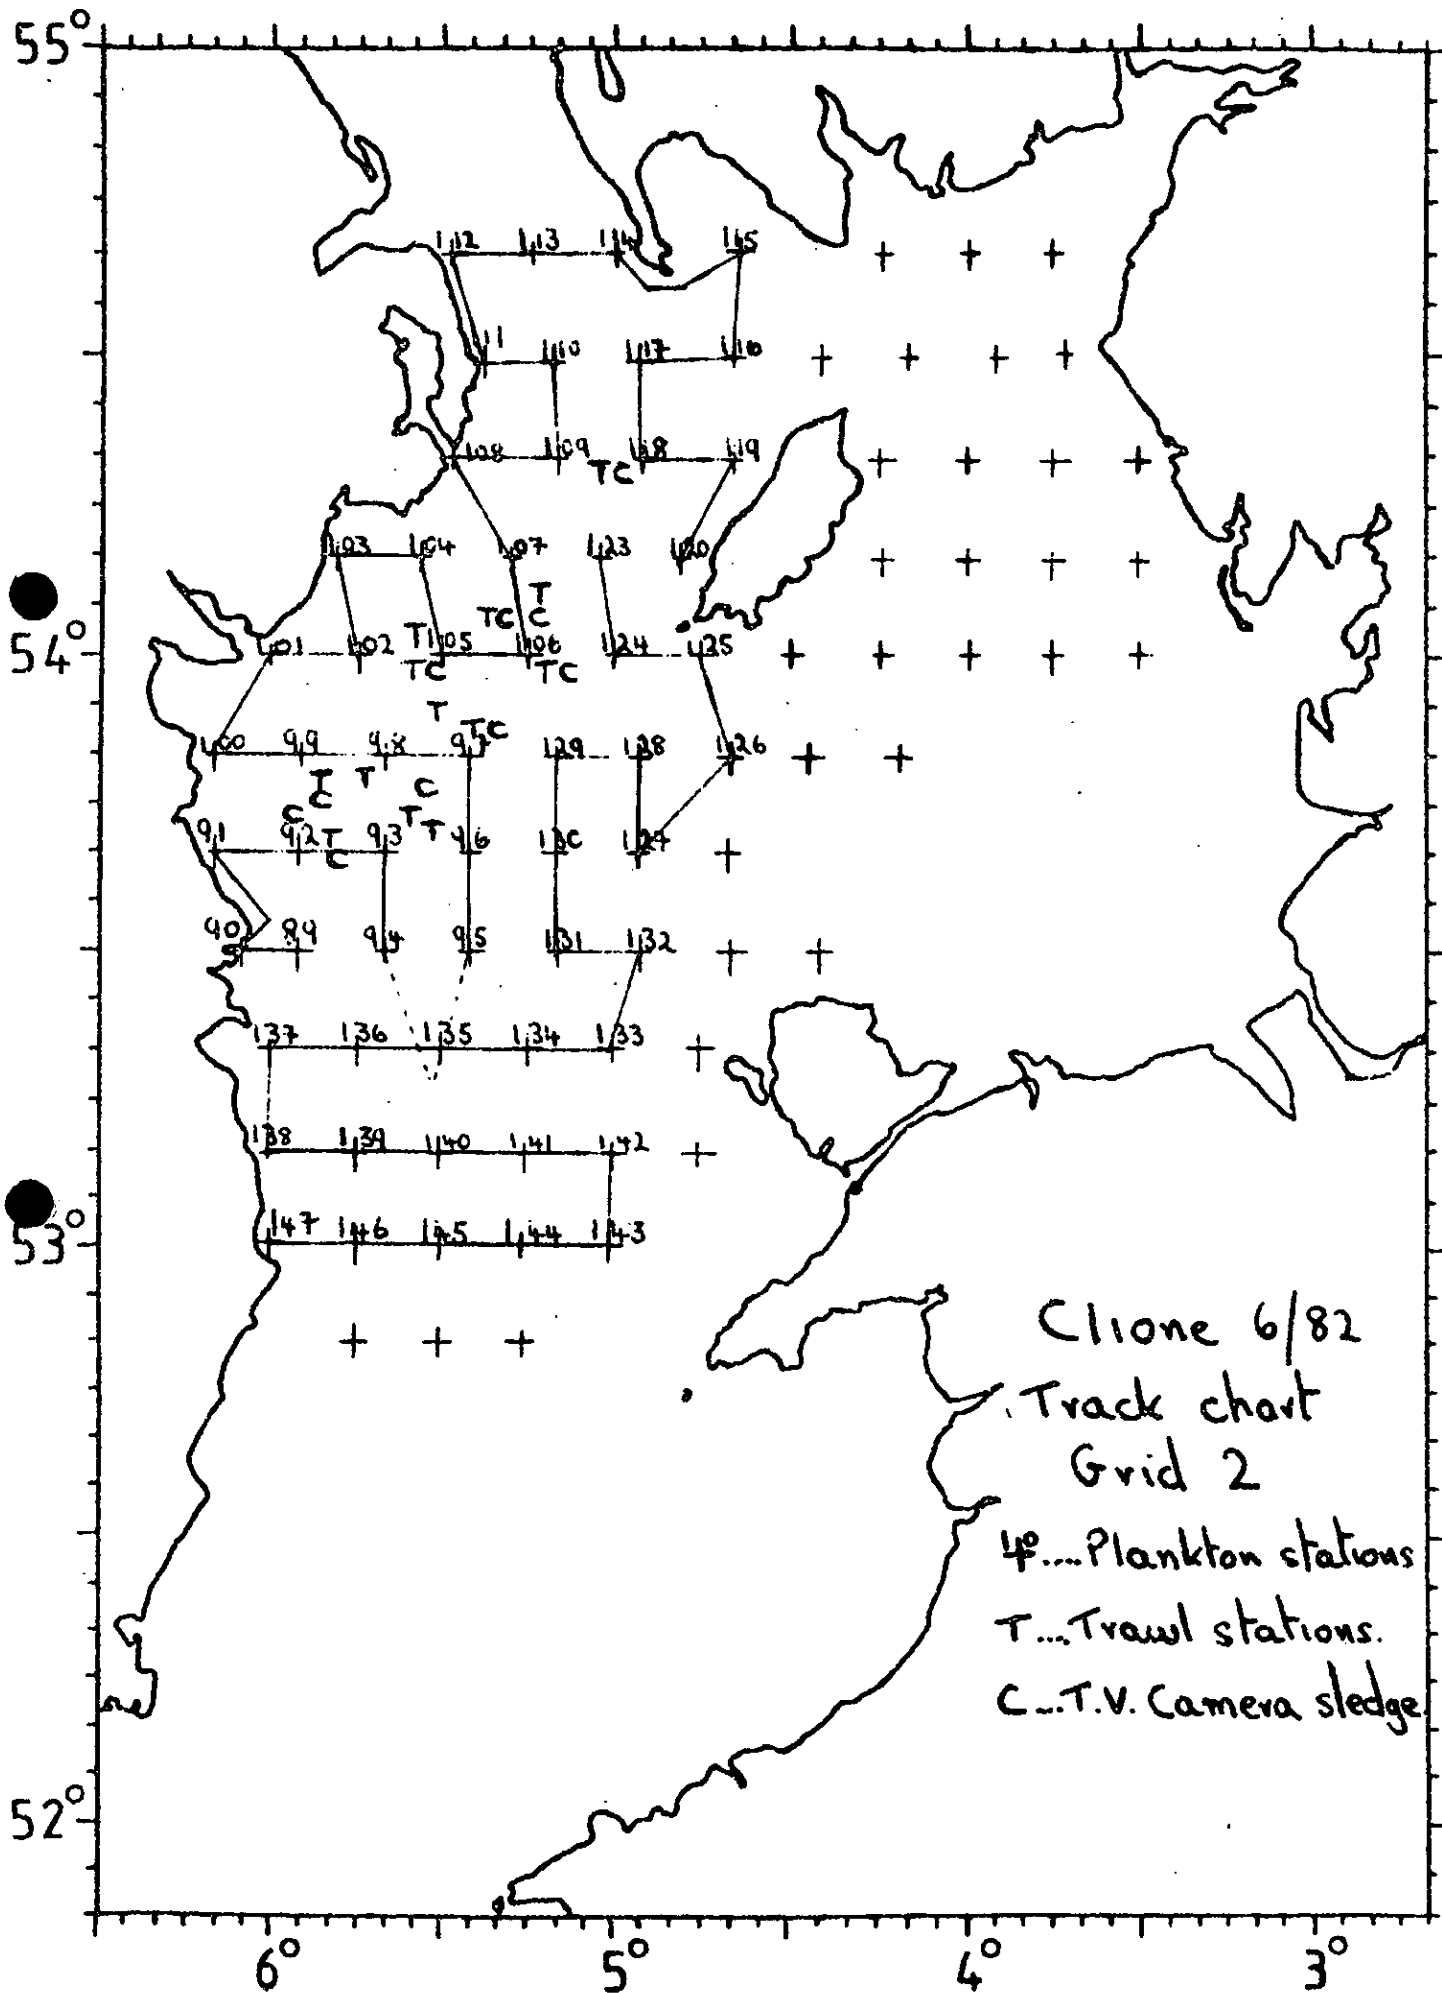 55°
112 113 114 115
111 110 117 116
108 109 118 119
TC
103 104 107 123 120
T
TC C
54°
101 102 T 105 106 124 125
TC TC
T TC
100 99 98 97 129 128 126
T T C
C
C T
91 92 T 93 T 96 130 127
C
90 89 94 95 131 132
137 136 135 134 133
138 139 140 141 142
53°
147 146 145 144 143
Clione 6/82
Track chart
Grid 2
40....Plankton stations
T....Trawl stations.
C...T.V. Camera sledge.
52°
6° 5° 4° 3°